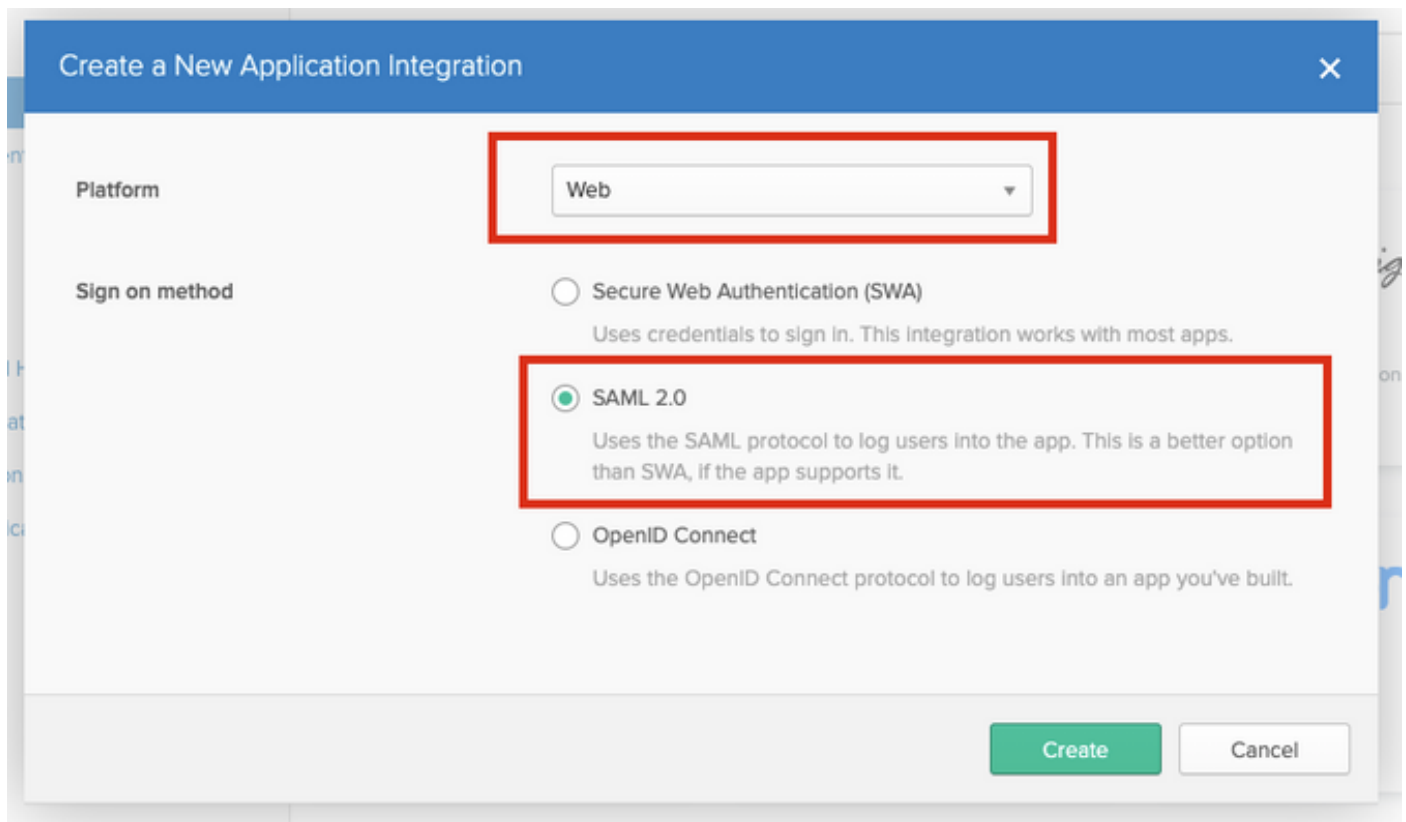 Create a New Application Integration
Platform
Web
Sign on method
Secure Web Authentication (SWA)
Uses credentials to sign in. This integration works with most apps.
SAML 2.0
Uses the SAML protocol to log users into the app. This is a better option
than SWA, if the app supports it.
OpenID Connect
Uses the OpenID Connect protocol to log users into an app you've built.
Create
Cancel